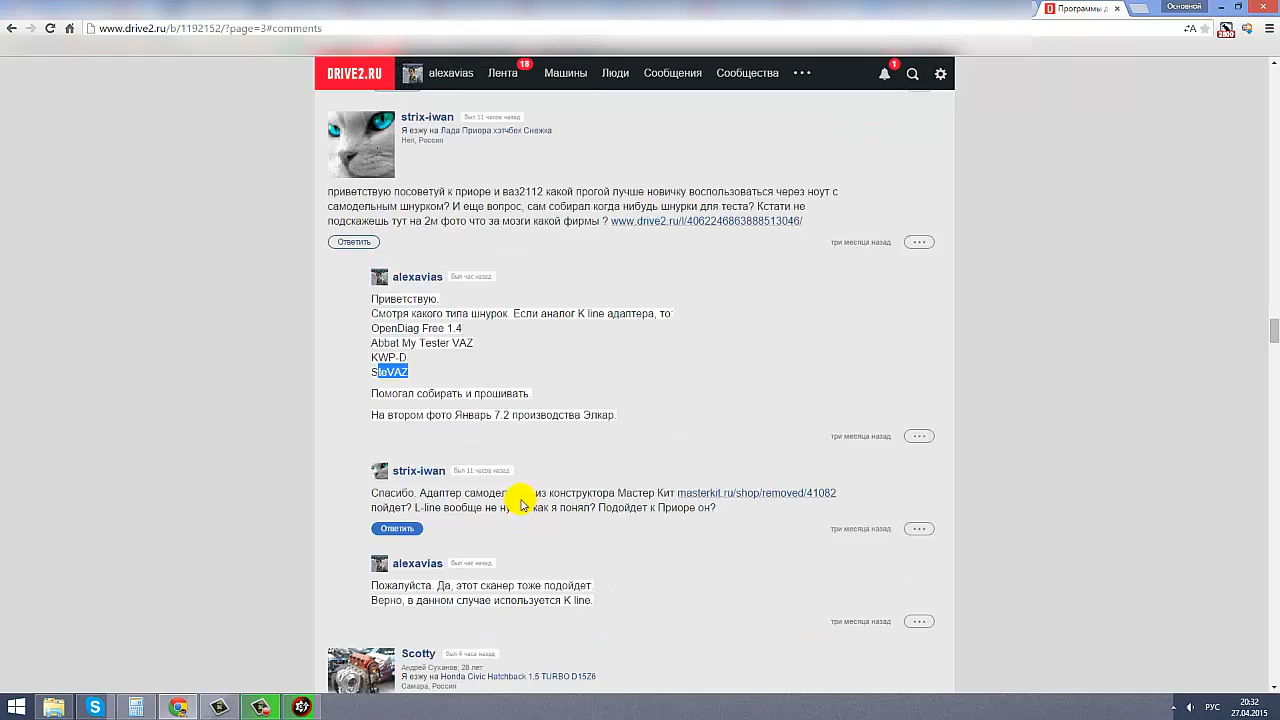 Программы д
Основной
www.drive2.ru/b/1192152/?page=3#comments
2800
DRIVE2.RU
alexavias
Лента
18
Машины
Люди
Сообщения
Сообщества
1
strix-iwan
был 11 часов назад
Я езжу на Лада Приора хэтчбек Снежка
Нея, Россия
приветствую посоветуй к приоре и ваз2112 какой прогой лучше новичку воспользоваться через ноут с
самодельным шнурком? И еще вопрос, сам собирал когда нибудь шнурки для теста? Кстати не
подскажешь тут на 2м фото что за мозги какой фирмы ? www.drive2.ru/l/4062246863888513046/
Ответить
три месяца назад
alexavias
был час назад
Приветствую.
Смотря какого типа шнурок. Если аналог K line адаптера, то:
OpenDiag Free 1.4
Abbat My Tester VAZ
KWP-D
SteVAZ
Помогал собирать и прошивать.
На втором фото Январь 7.2 производства Элкар.
три месяца назад
strix-iwan
был 11 часов назад
Спасибо. Адаптер самодел из конструктора Мастер Кит masterkit.ru/shop/removed/41082
пойдет? L-line вообще не ну как я понял? Подойдет к Приоре он?
Ответить
три месяца назад
alexavias
был час назад
Пожалуйста. Да, этот сканер тоже подойдет.
Верно, в данном случае используется K line.
три месяца назад
Scotty
был 4 часа назад
Андрей Суханов, 28 лет
Я езжу на Honda Civic Hatchback 1,5 TURBO D15Z6
Самара, Россия
РУС
20:32
27.04.2015